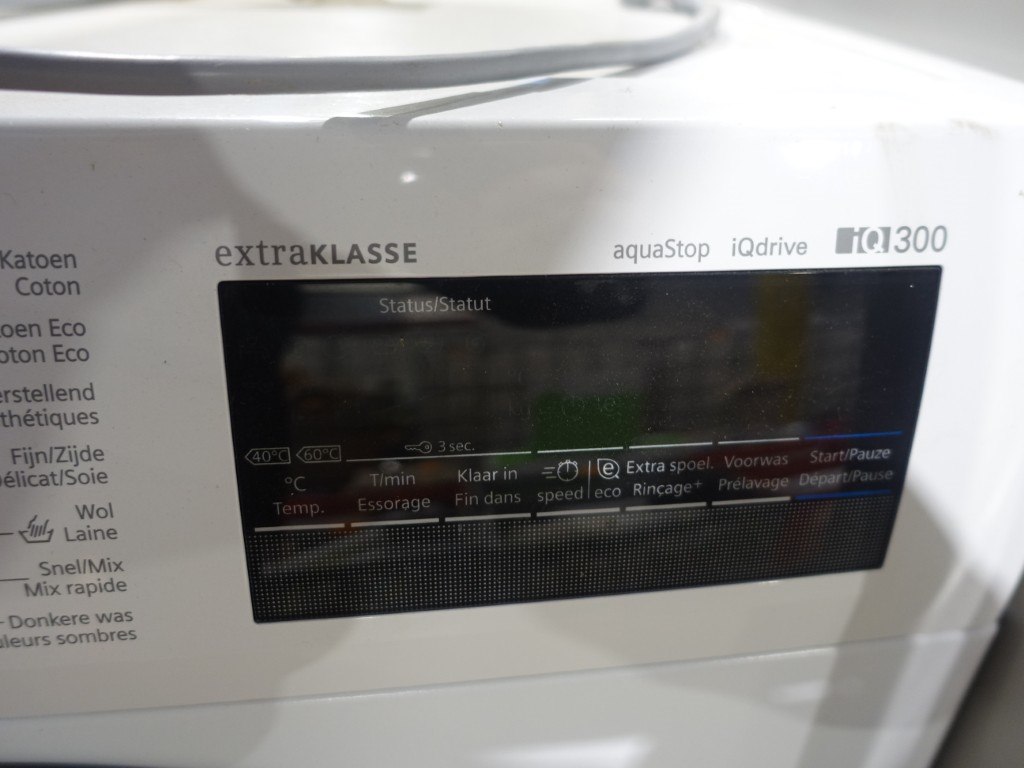 Katoen
Coton
oen Eco
oton Eco
erstellend
thétiques
Fijn/Zijde
élicat/Soie
Wol
Laine
Snel/Mix
Mix rapide
Donkere was
uleurs sombres
extraKLASSE
aquaStop iQdrive iQ300
Status/Statut
40°C 60°C
3 sec.
°C
Temp.
T/min
Essorage
Klaar in
Fin dans
speed
e
eco
Extra spoel.
Rinçage+
Voorwas
Prélavage
Start/Pauze
Départ/Pause